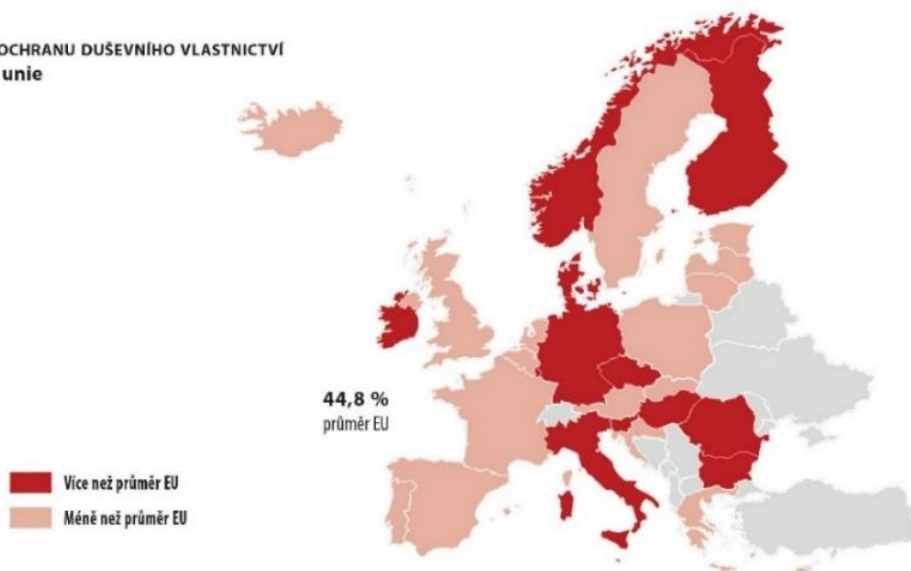 OCHRANU DUŠEVNÍHO VLASTNICTVÍ
unie
44,8 %
průměr EU
Více než průměr EU
Méně než průměr EU